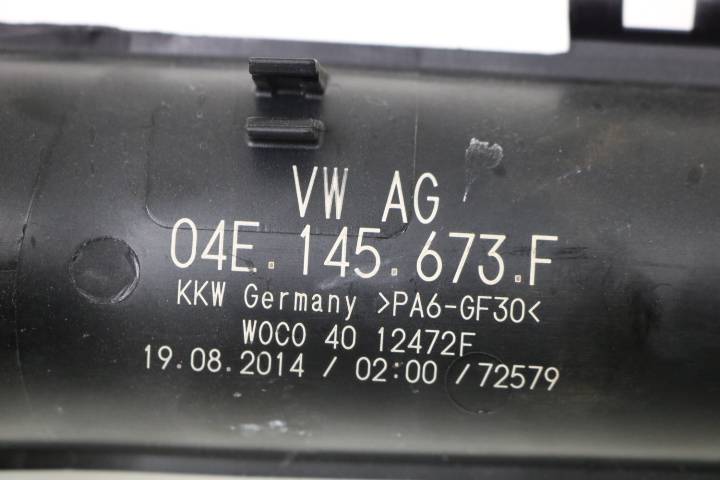 VW AG
04E.145.673.F
KKW Germany >PA6-GF30<
WOCO 40 12472F
19.08.2014 / 02:00 /72579